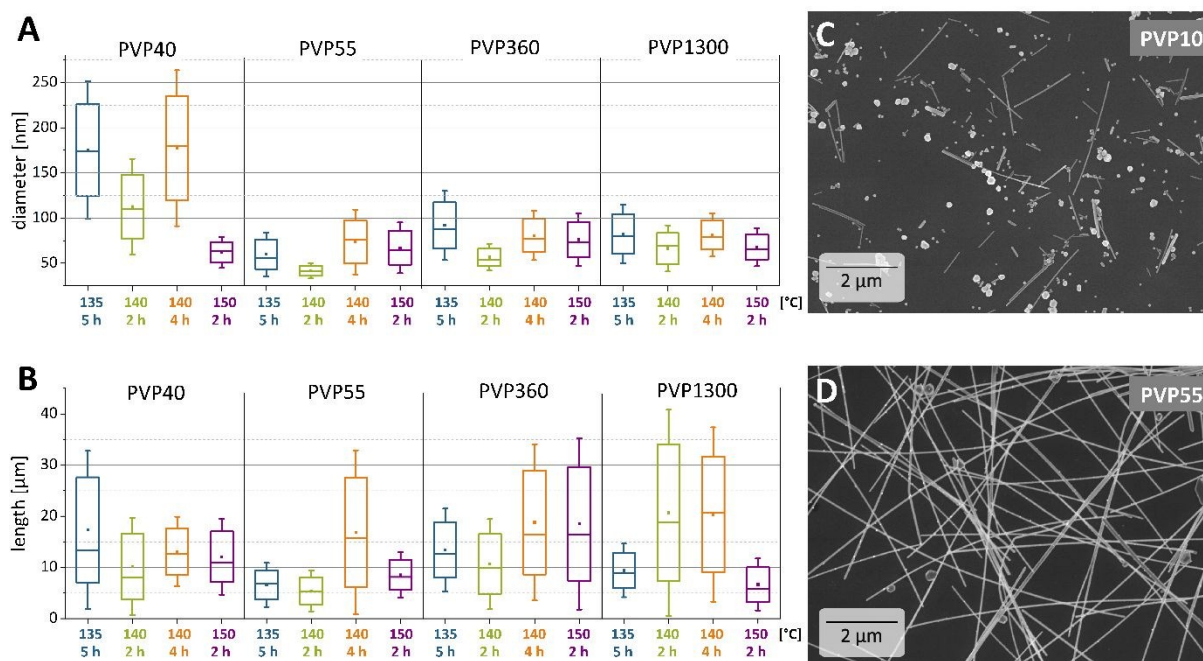 A
PVP40 PVP55 PVP360 PVP1300
diameter [nm]
250
200
150
100
50
135 140 140 150 135 140 140 150 135 140 140 150 135 140 140 150 [°C]
5 h 2 h 4 h 2 h 5 h 2 h 4 h 2 h 5 h 2 h 4 h 2 h 5 h 2 h 4 h 2 h
C
PVP10
2 µm
B
PVP40 PVP55 PVP360 PVP1300
length [µm]
40
30
20
10
0
135 140 140 150 135 140 140 150 135 140 140 150 135 140 140 150 [°C]
5 h 2 h 4 h 2 h 5 h 2 h 4 h 2 h 5 h 2 h 4 h 2 h 5 h 2 h 4 h 2 h
D
PVP55
2 µm